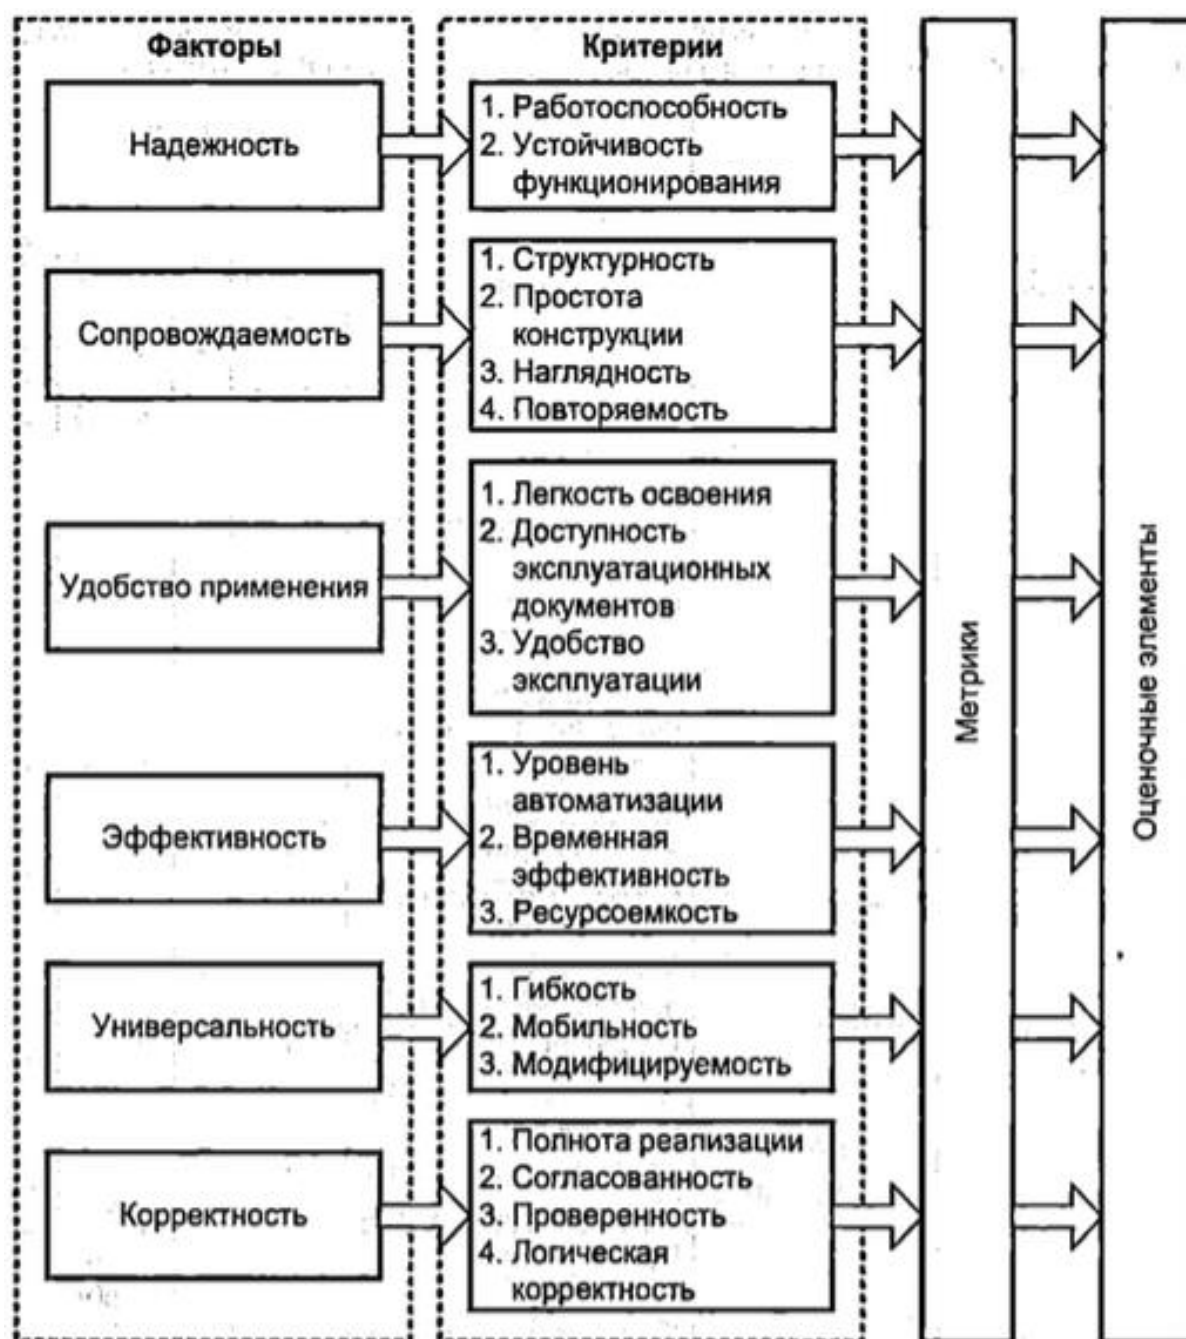 Факторы
Критерии
Надежность
1. Работоспособность
2. Устойчивость
функционирования
Сопровождаемость
1. Структурность
2. Простота
конструкции
3. Наглядность
4. Повторяемость
Удобство применения
1. Легкость освоения
2. Доступность
эксплуатационных
документов
3. Удобство
эксплуатации
Эффективность
1. Уровень
автоматизации
2. Временная
эффективность
3. Ресурсоемкость
Универсальность
1. Гибкость
2. Мобильность
3. Модифицируемость
Корректность
1. Полнота реализации
2. Согласованность
3. Проверенность
4. Логическая
корректность
Метрики
Оценочные элементы